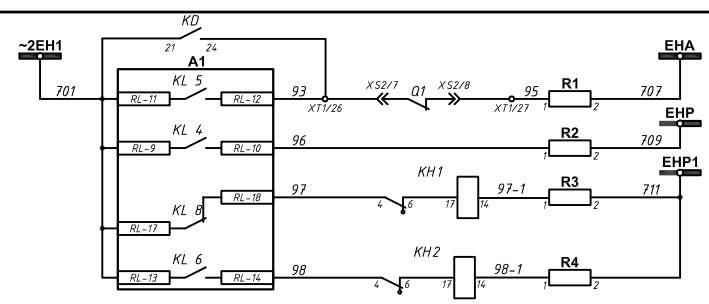 KD
~2EH1
21 24
EHA
A1
701
KL 5
93
XS2/7
Q1
XS2/8
95
R1
707
RL-11
RL-12
XT1/26
XT1/27
1
2
EHP
KL 4
96
R2
709
RL-9
RL-10
1
2
EHP1
97
KH1
97-1
R3
711
RL-18
4
6
17
14
1
2
KL 8
RL-17
KL 6
98
KH2
98-1
R4
RL-13
RL-14
4
6
17
14
1
2